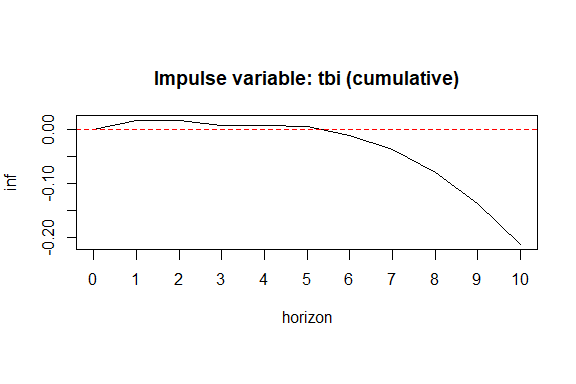 Impulse variable: tbi (cumulative)
inf
0.00
-0.10
-0.20
0 1 2 3 4 5 6 7 8 9 10
horizon